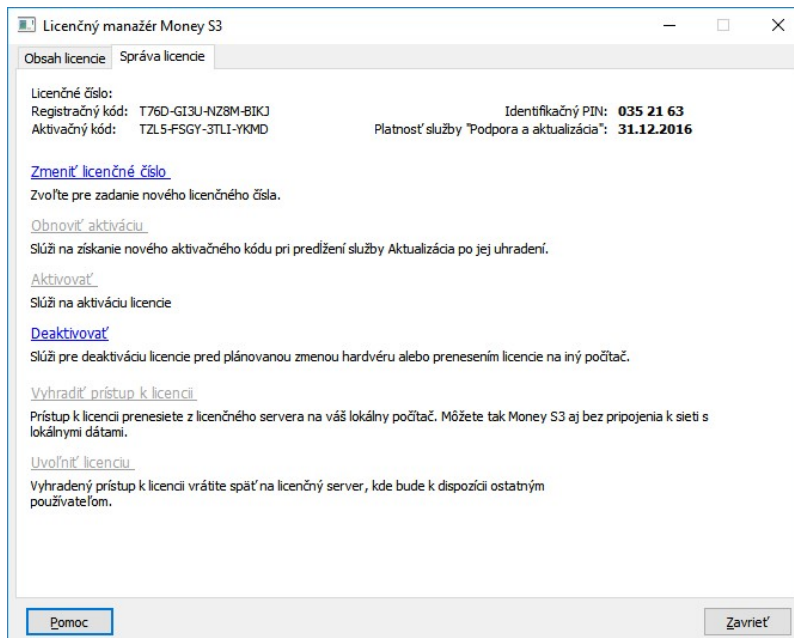 Licenčný manažér Money S3
Obsah licencie
Správa licencie
Licenčné číslo:
Registračný kód: T76D-GI3U-NZ8M-BIKJ
Identifikačný PIN: 035 21 63
Aktivačný kód: TZL5-FSGY-3TLI-YKMD
Platnosť služby "Podpora a aktualizácia": 31.12.2016
Zmeniť licenčné číslo
Zvoľte pre zadanie nového licenčného čísla.
Obnoviť aktiváciu
Slúži na získanie nového aktivačného kódu pri predĺžení služby Aktualizácia po jej uhradení.
Aktivovať
Slúži na aktiváciu licencie
Deaktivovať
Slúži pre deaktiváciu licencie pred plánovanou zmenou hardvéru alebo prenesením licencie na iný počítač.
Vyhradiť prístup k licencii
Prístup k licencii prenesiete z licenčného servera na váš lokálny počítač. Môžete tak Money S3 aj bez pripojenia k sieti s
lokálnymi dátami.
Uvoľniť licenciu
Vyhradený prístup k licencii vrátite späť na licenčný server, kde bude k dispozícii ostatným
používateľom.
Pomoc
Zavrieť